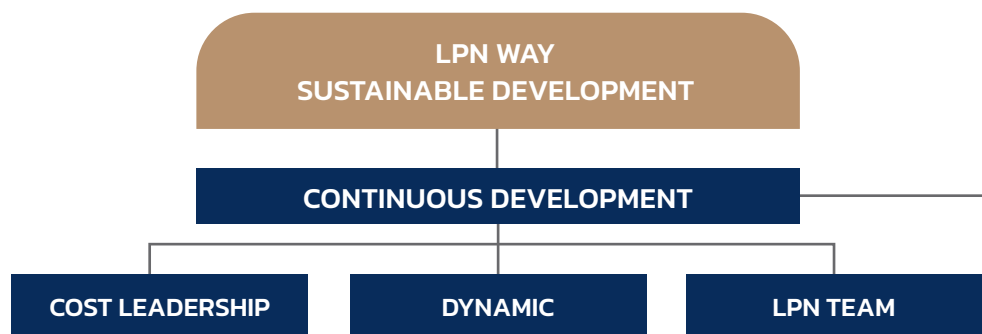 LPN WAY
SUSTAINABLE DEVELOPMENT
CONTINUOUS DEVELOPMENT
COST LEADERSHIP
DYNAMIC
LPN TEAM